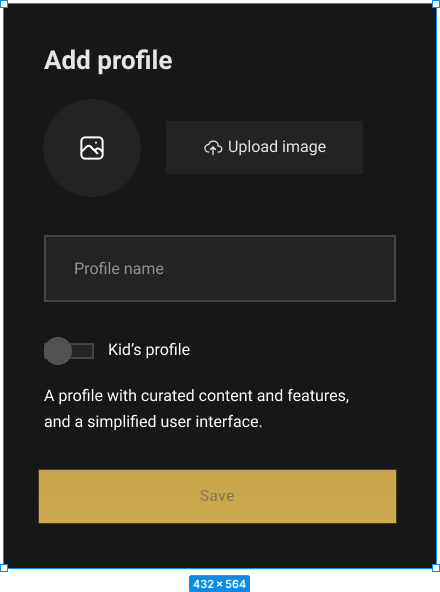 Add profile
Upload image
Profile name
Kid’s profile
A profile with curated content and features,
and a simplified user interface.
Save
432 × 564